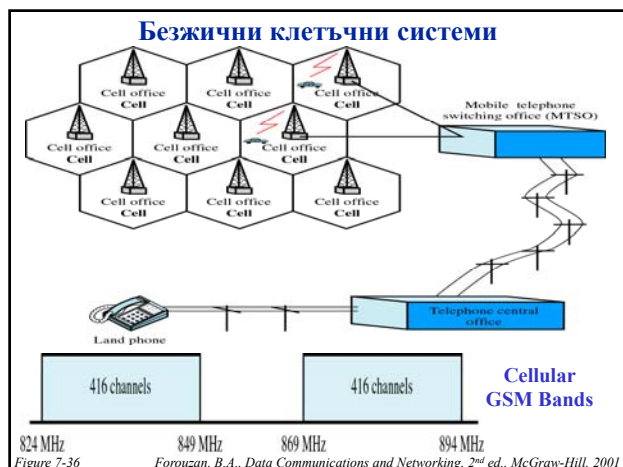 Безжични клетъчни системи
Cell office
Cell
Cell office
Cell
Cell office
Cell
Mobile telephone
switching office (MTSO)
Cell office
Cell
Cell office
Cell
Cell office
Cell
Cell office
Cell
Cell office
Cell
Cell office
Cell
Land phone
Telephone central
office
416 channels
416 channels
Cellular
GSM Bands
824 MHz
849 MHz
869 MHz
894 MHz
Figure 7-36
Forouzan, B.A., Data Communications and Networking, 2nd ed., McGraw-Hill, 2001